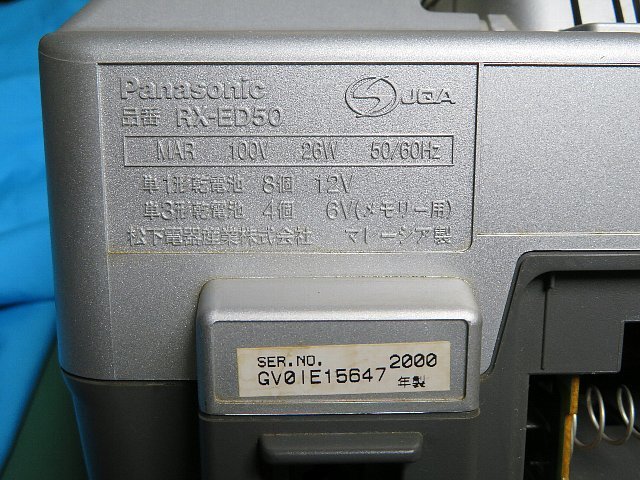 Panasonic
JQA
品番 RX-ED50
MAR 100V 26W 50/60Hz
単1形乾電池 8個 12V
単3形乾電池 4個 6V(メモリー用)
松下電器産業株式会社 マレーシア製
SER.NO. 2000
GV0IE15647 年製